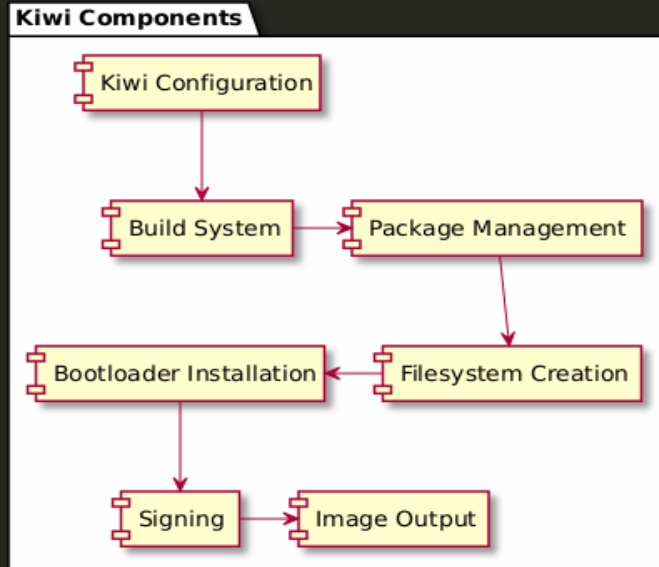 Kiwi Components
Kiwi Configuration
Build System
Package Management
Bootloader Installation
Filesystem Creation
Signing
Image Output